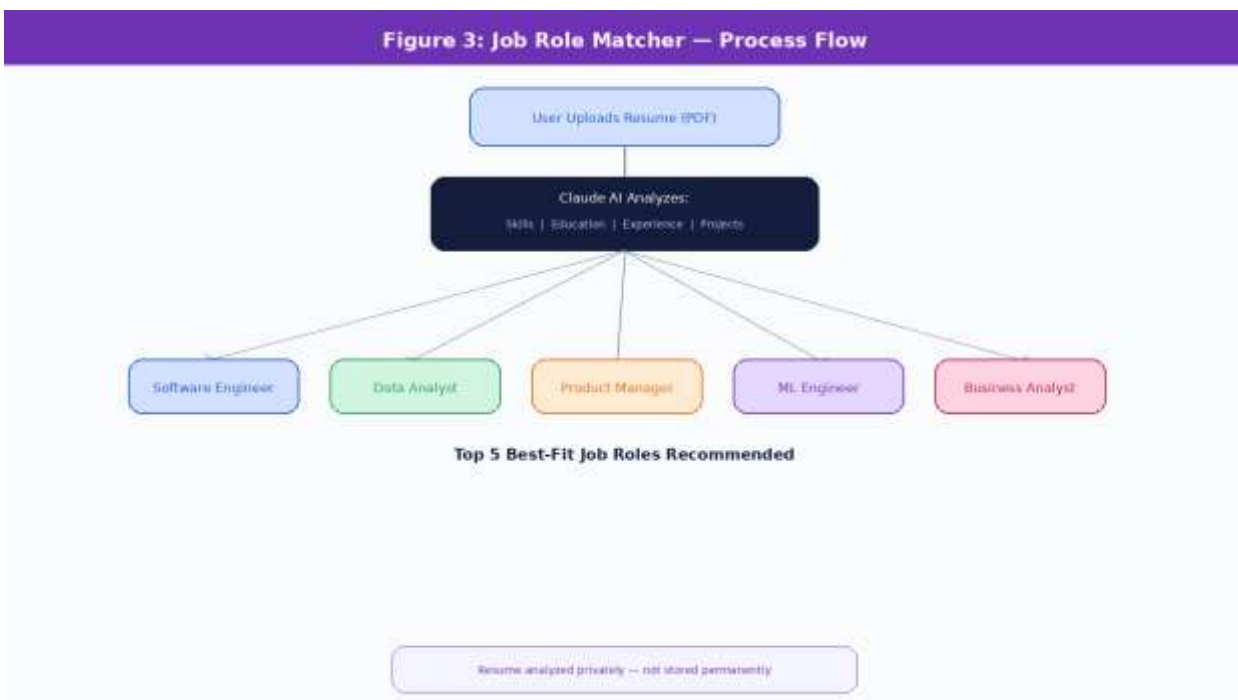 Figure 3: Job Role Matcher — Process Flow
User Uploads Resume (PDF)
Claude AI Analyzes:
Skills | Education | Experience | Projects
Software Engineer
Data Analyst
Product Manager
ML Engineer
Business Analyst
Top 5 Best-Fit Job Roles Recommended
Resume analyzed privately — not stored permanently